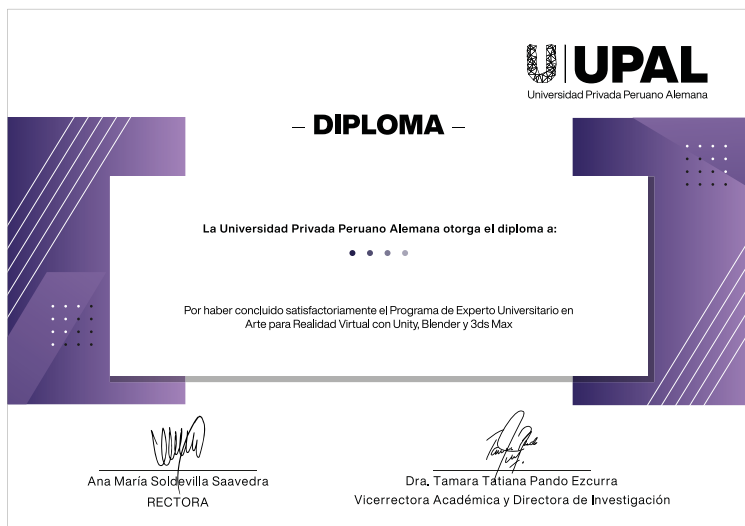 UPAL
Universidad Privada Peruano Alemana
– DIPLOMA –
La Universidad Privada Peruano Alemana otorga el diploma a:
Por haber concluido satisfactoriamente el Programa de Experto Universitario en
Arte para Realidad Virtual con Unity, Blender y 3ds Max
Ana María Soldevilla Saavedra
RECTORA
Dra. Tamara Tatiana Pando Ezcurra
Vicerrectora Académica y Directora de Investigación